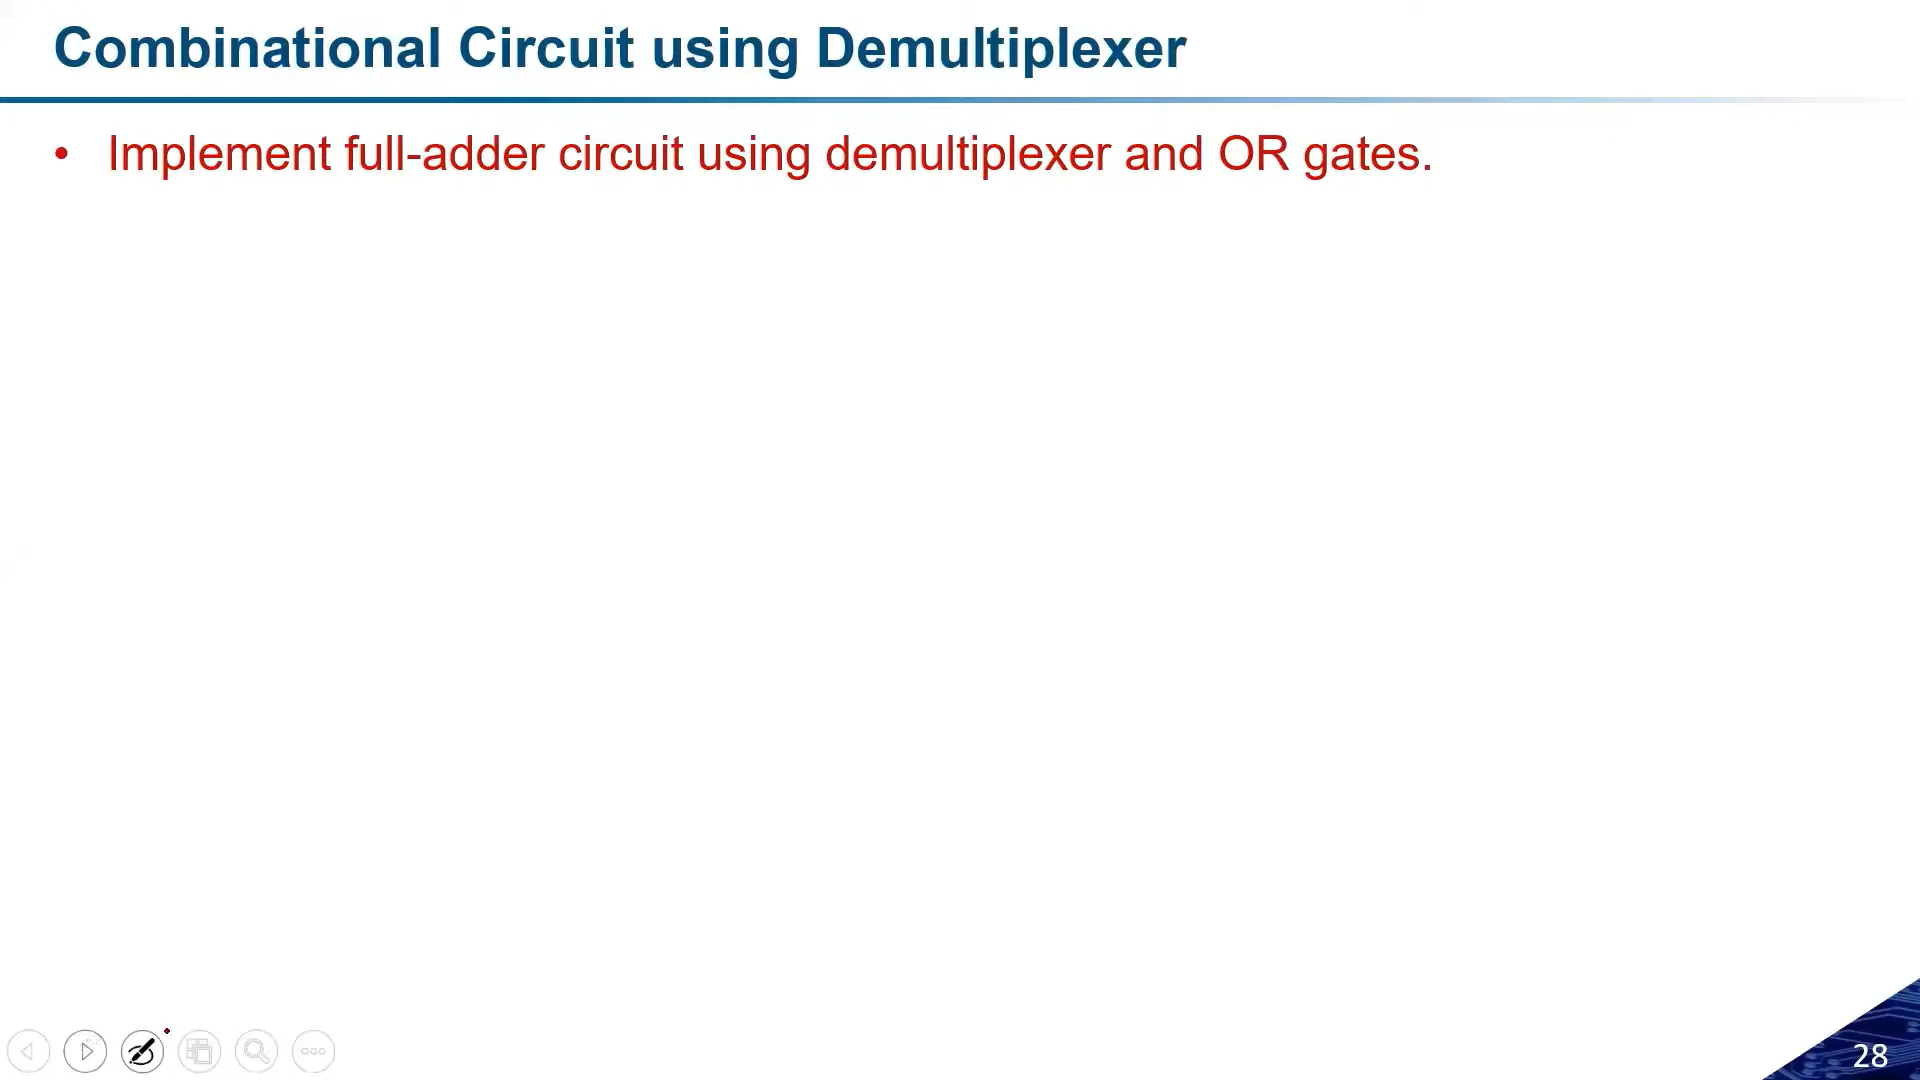 Combinational Circuit using Demultiplexer
• Implement full-adder circuit using demultiplexer and OR gates.
28